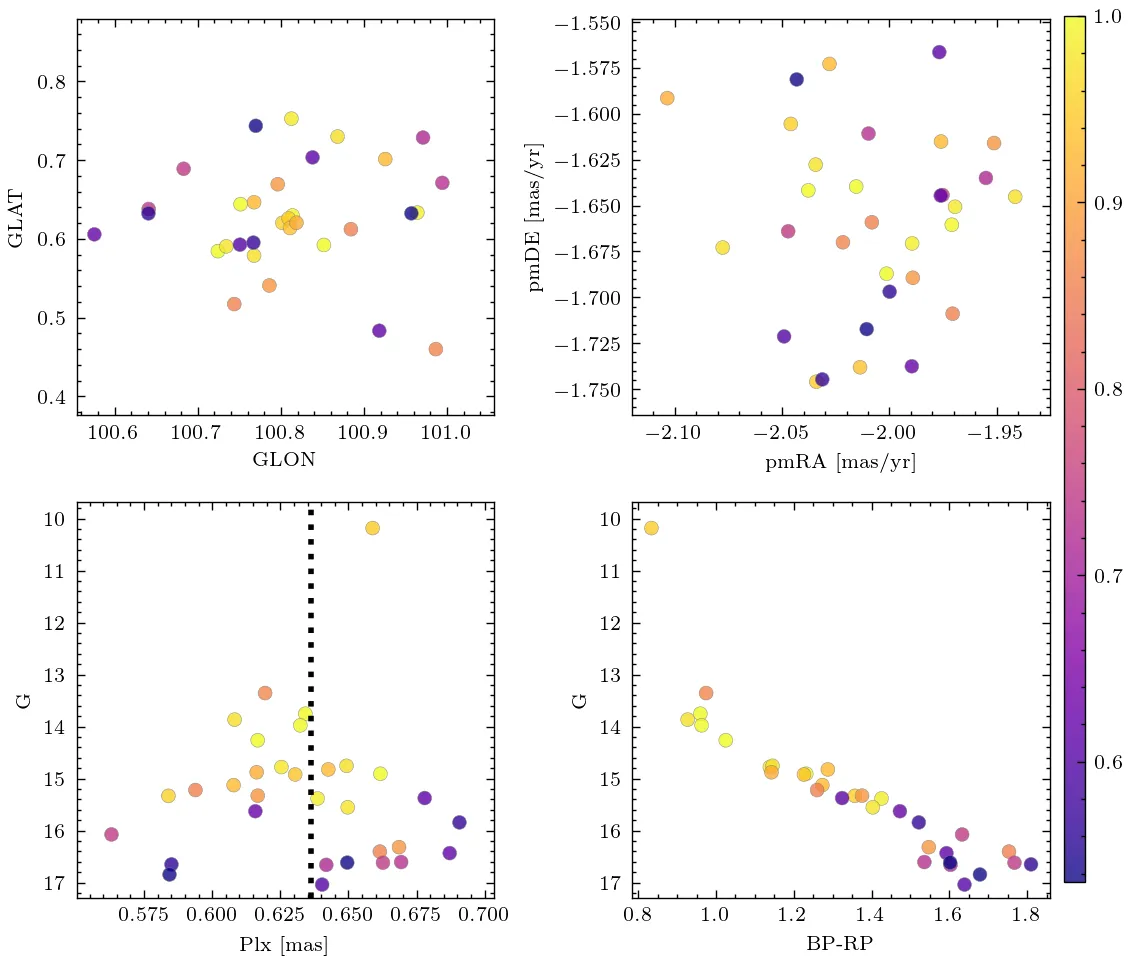 0.8
0.7
0.6
0.5
0.4
GLAT
100.6 100.7 100.8 100.9 101.0
GLON
−1.550
−1.575
−1.600
−1.625
−1.650
−1.675
−1.700
−1.725
−1.750
pmDE [mas/yr]
−2.10 −2.05 −2.00 −1.95
pmRA [mas/yr]
1.0
0.9
0.8
0.7
0.6
10
11
12
13
14
15
16
17
G
0.575 0.600 0.625 0.650 0.675 0.700
Plx [mas]
10
11
12
13
14
15
16
17
G
0.8 1.0 1.2 1.4 1.6 1.8
BP-RP